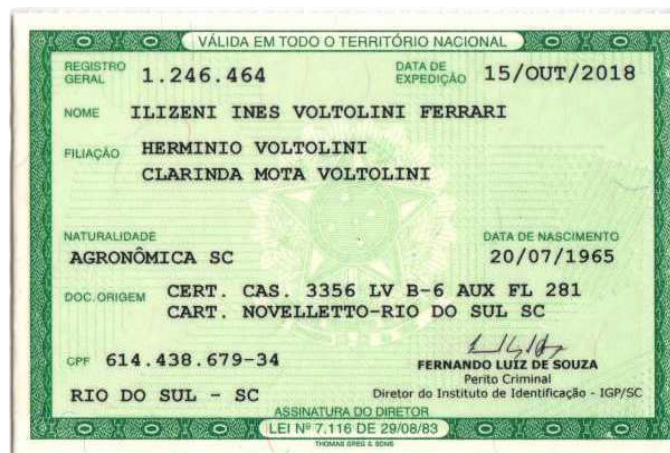 VÁLIDA EM TODO O TERRITÓRIO NACIONAL
REGISTRO GERAL 1.246.464 DATA DE EXPEDIÇÃO 15/OUT/2018
NOME ILIZENI INES VOLTOLINI FERRARI
FILIAÇÃO HERMINIO VOLTOLINI
CLARINDA MOTA VOLTOLINI
NATURALIDADE DATA DE NASCIMENTO
AGRONÔMICA SC 20/07/1965
DOC. ORIGEM CERT. CAS. 3356 LV B-6 AUX FL 281
CART. NOVELLETTO-RIO DO SUL SC
CPF 614.438.679-34
FERNANDO LUIZ DE SOUZA
Perito Criminal
RIO DO SUL - SC Diretor do Instituto de Identificação - IGP/SC
ASSINATURA DO DIRETOR
LEI Nº 7.116 DE 29/08/83
THOMAS GREG & SONS